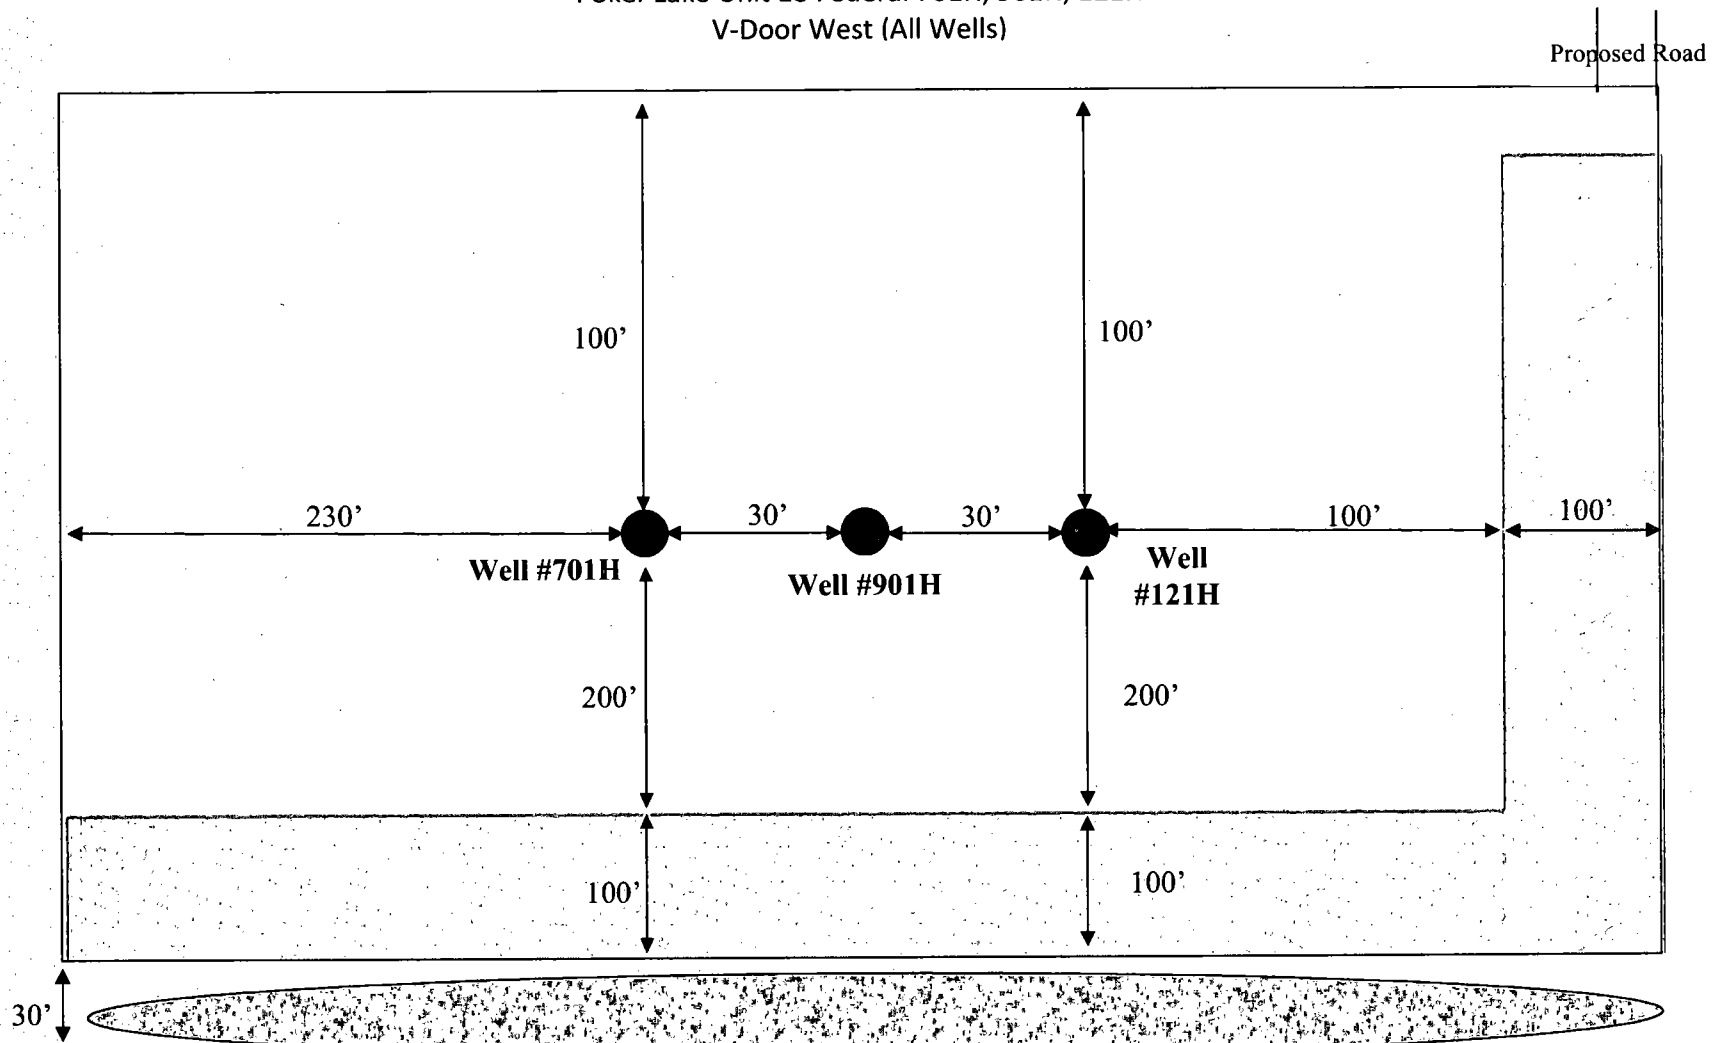 V-Door West (All Wells)
Proposed Road
100’
100’
230’
30’
30’
100’
100’
Well #701H
Well #901H
Well
#121H
200’
200’
100’
100’
30’